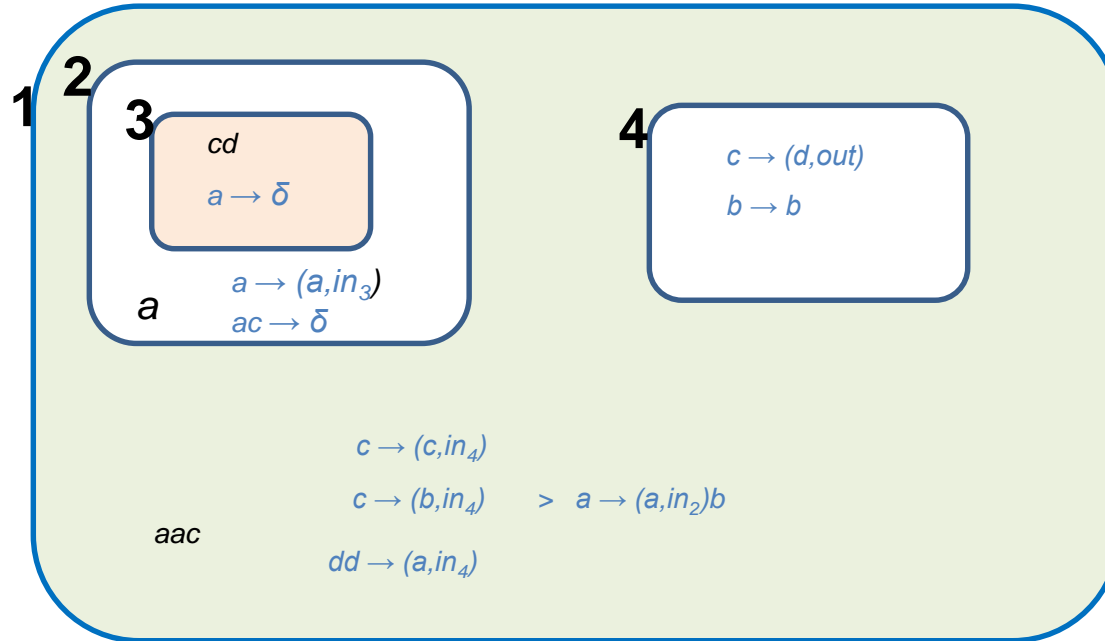 1
2
3
cd
a → δ
a → (a,in₃)
a
ac → δ
4
c → (d,out)
b → b
c → (c,in₄)
c → (b,in₄) > a → (a,in₂)b
aac
dd → (a,in₄)